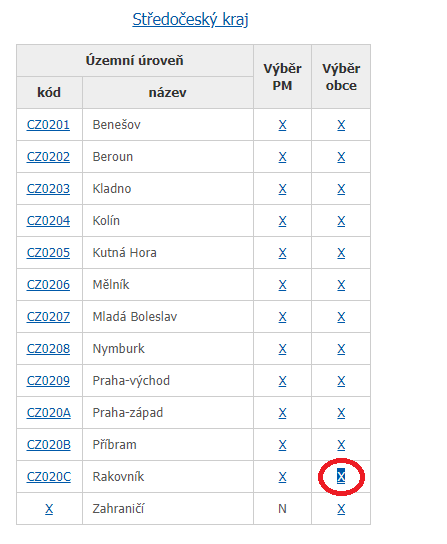 Středočeský kraj
Územní úroveň Výběr PM Výběr obce
kód název
CZ0201 Benešov X X
CZ0202 Beroun X X
CZ0203 Kladno X X
CZ0204 Kolín X X
CZ0205 Kutná Hora X X
CZ0206 Mělník X X
CZ0207 Mladá Boleslav X X
CZ0208 Nymburk X X
CZ0209 Praha-východ X X
CZ020A Praha-západ X X
CZ020B Příbram X X
CZ020C Rakovník X X
X Zahraničí N X